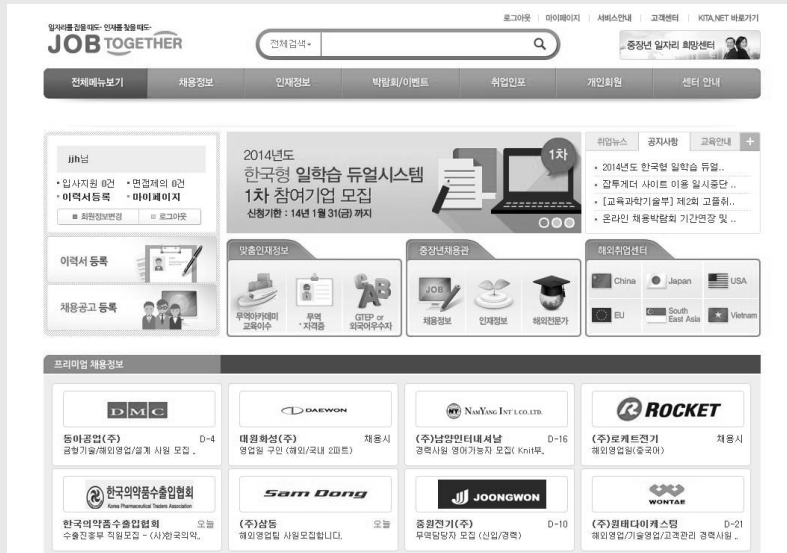 로그아웃 마이페이지 서비스안내 고객센터 KITA.NET 바로가기
일자리를 잡을 때도· 인재를 찾을 때도·
JOB TOGETHER
전체검색
중장년 일자리 희망센터
전체메뉴보기 채용정보 인재정보 박람회/이벤트 취업인포 개인회원 센터 안내
jjh님
·입사지원 0건 ·면접제의 0건
·이력서등록 ·마이페이지
회원정보변경 로그아웃
이력서 등록
채용공고 등록
2014년도
한국형 일학습 듀얼시스템
1차 참여기업 모집
신청기한 : 14년 1월 31(금) 까지
1차
취업뉴스 공지사항 교육안내 +
· 2014년도 한국형 일학습 듀얼..
· 잡투게더 사이트 이용 일시중단 ..
· [교육과학기술부] 제2회 고졸취..
· 온라인 채용박람회 기간연장 및 ..
맞춤인재정보
무역아카데미
교육이수
무역
자격증
GTEP or
외국어우수자
중장년채용관
JOB
채용정보 인재정보 해외전문가
해외취업센터
China Japan USA
EU South East Asia Vietnam
프리미엄 채용정보
DMC
동아공업(주) D-4
금형기술/해외영업/설계 사원 모집 .
DAEWON
대원화성(주) 채용시
영업일 구인 (해외/국내 2파트)
NY NAMYANG INT'L CO.,LTD.
(주)남양인터내셔날 D-16
경력사원 영어가능자 모집( Knit부.
ROCKET
(주)로케트전기 채용시
해외영업일(중국어)
한국의약품수출입협회
Korea Pharmaceutical Traders Association
한국의약품수출입협회 오늘
수출진흥부 직원모집 - (사)한국의약..
Sam Dong
(주)삼동 오늘
해외영업팀 사원모집합니다.
JOONGWON
중원전기(주) D-10
무역담당자 모집 (신입/경력)
WONTAE
(주)원태다이케스팅 D-21
해외영업/기술영업/고객관리 경력사원 ..